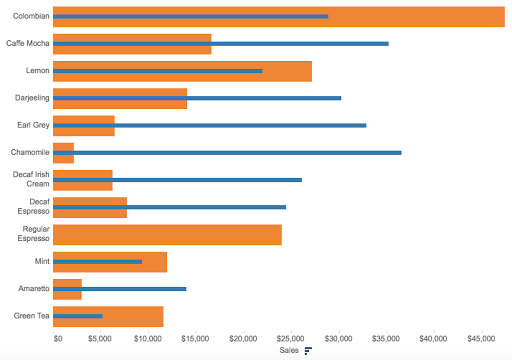 Colombian
Caffe Mocha
Lemon
Darjeeling
Earl Grey
Chamomile
Decaf Irish
Cream
Decaf
Espresso
Regular
Espresso
Mint
Amaretto
Green Tea
$0 $5,000 $10,000 $15,000 $20,000 $25,000 $30,000 $35,000 $40,000 $45,000
Sales